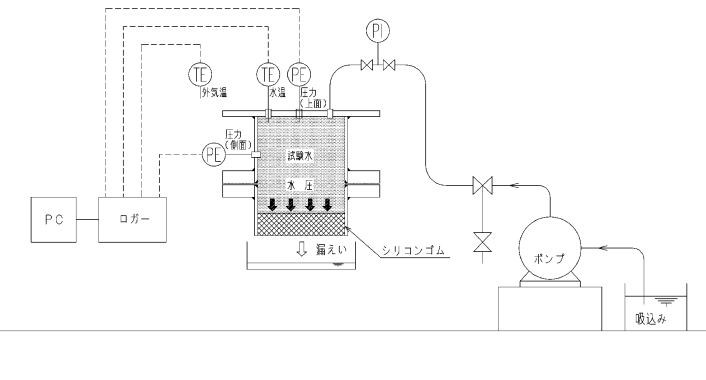 PI
TE
TE
PE
外気温
水温
圧力
(上面)
圧力
(側面)
PE
試験水
水 圧
PC
ロガー
漏えい
シリコンゴム
ポンプ
吸込み